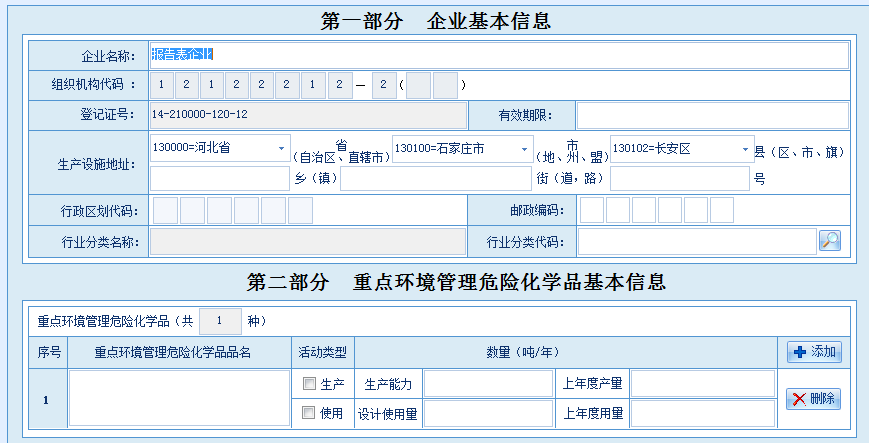 第一部分 企业基本信息
企业名称: 报告表企业
组织机构代码 : 1 2 1 2 2 2 1 2 — 2 ( )
登记证号: 14-210000-120-12 有效期限:
生产设施地址: 130000=河北省 省(自治区、直辖市) 130100=石家庄市 市(地、州、盟) 130102=长安区 县(区、市、旗)
乡(镇) 街(道,路) 号
行政区划代码: 邮政编码:
行业分类名称: 行业分类代码:
第二部分 重点环境管理危险化学品基本信息
重点环境管理危险化学品(共 1 种)
序号 重点环境管理危险化学品品名 活动类型 数量(吨/年) 添加
1 生产 生产能力 上年度产量 删除
使用 设计使用量 上年度用量